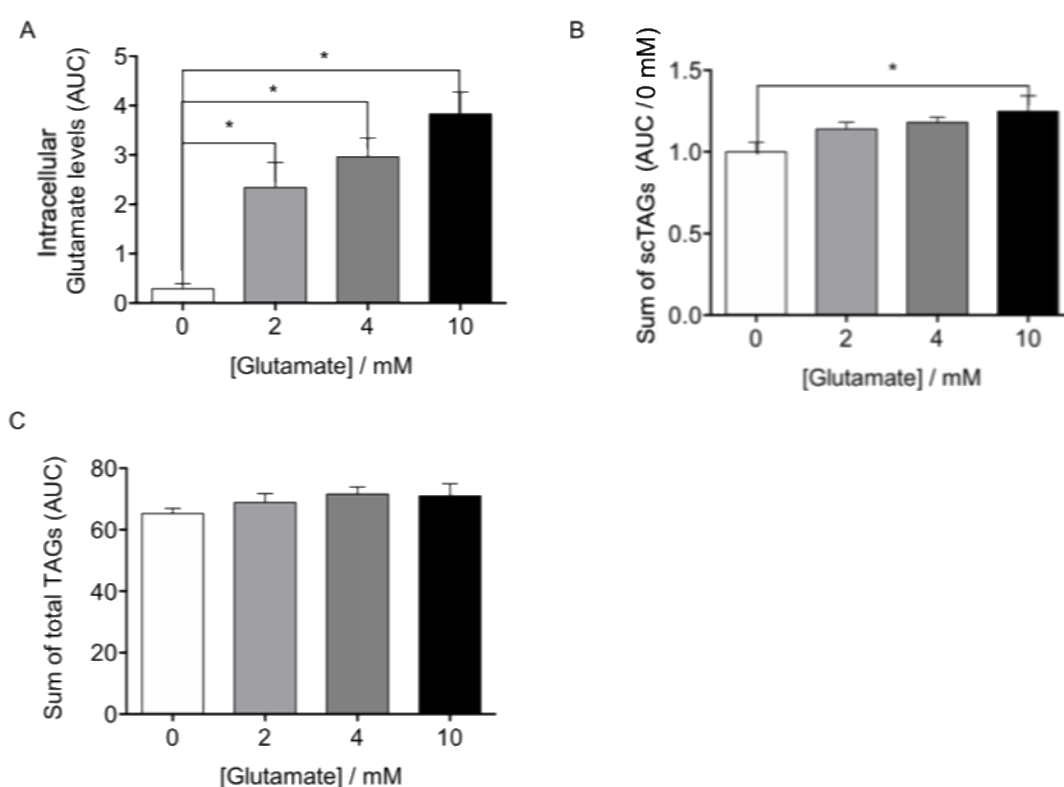 A
Intracellular
Glutamate levels (AUC)
5
4
3
2
1
0
*
*
*
0 2 4 10
[Glutamate] / mM
B
Sum of scTAGs (AUC / 0 mM)
1.5
1.0
0.5
0.0
*
0 2 4 10
[Glutamate] / mM
C
Sum of total TAGs (AUC)
80
60
40
20
0
0 2 4 10
[Glutamate] / mM